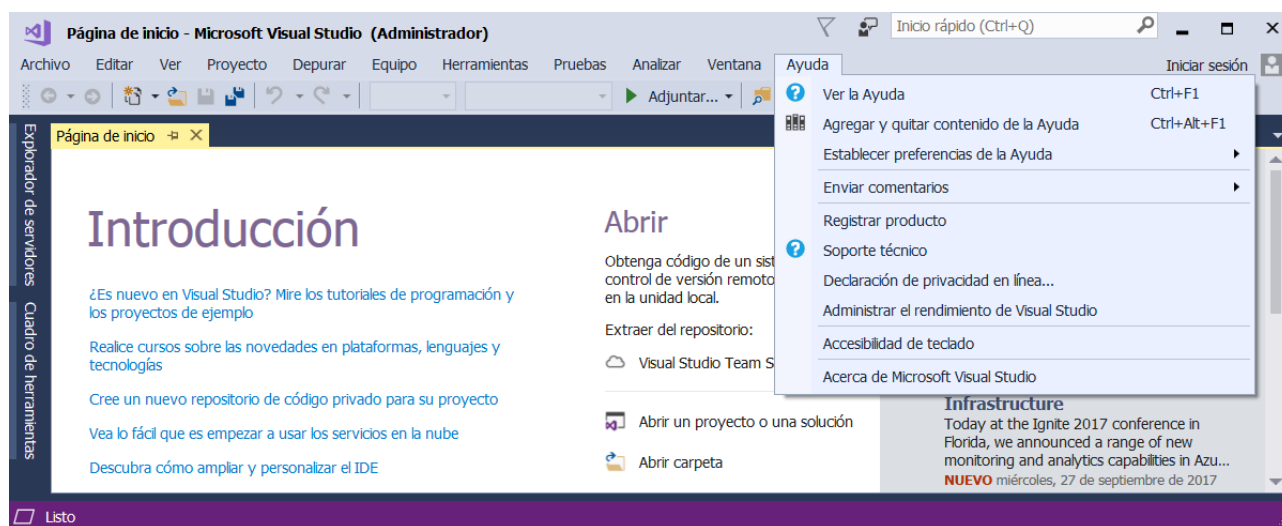 Página de inicio - Microsoft Visual Studio (Administrador)
Inicio rápido (Ctrl+Q)
Archivo Editar Ver Proyecto Depurar Equipo Herramientas Pruebas Analizar Ventana Ayuda Iniciar sesión
Adjuntar...
Explorador de servidores
Cuadro de herramientas
Página de inicio
Introducción
¿Es nuevo en Visual Studio? Mire los tutoriales de programación y
los proyectos de ejemplo
Realice cursos sobre las novedades en plataformas, lenguajes y
tecnologías
Cree un nuevo repositorio de código privado para su proyecto
Vea lo fácil que es empezar a usar los servicios en la nube
Descubra cómo ampliar y personalizar el IDE
Abrir
Obtenga código de un sist
control de versión remoto
en la unidad local.
Extraer del repositorio:
Visual Studio Team S
Abrir un proyecto o una solución
Abrir carpeta
Ver la Ayuda Ctrl+F1
Agregar y quitar contenido de la Ayuda Ctrl+Alt+F1
Establecer preferencias de la Ayuda
Enviar comentarios
Registrar producto
Soporte técnico
Declaración de privacidad en línea...
Administrar el rendimiento de Visual Studio
Accesibilidad de teclado
Acerca de Microsoft Visual Studio
Infrastructure
Today at the Ignite 2017 conference in
Florida, we announced a range of new
monitoring and analytics capabilities in Azu...
NUEVO miércoles, 27 de septiembre de 2017
Listo